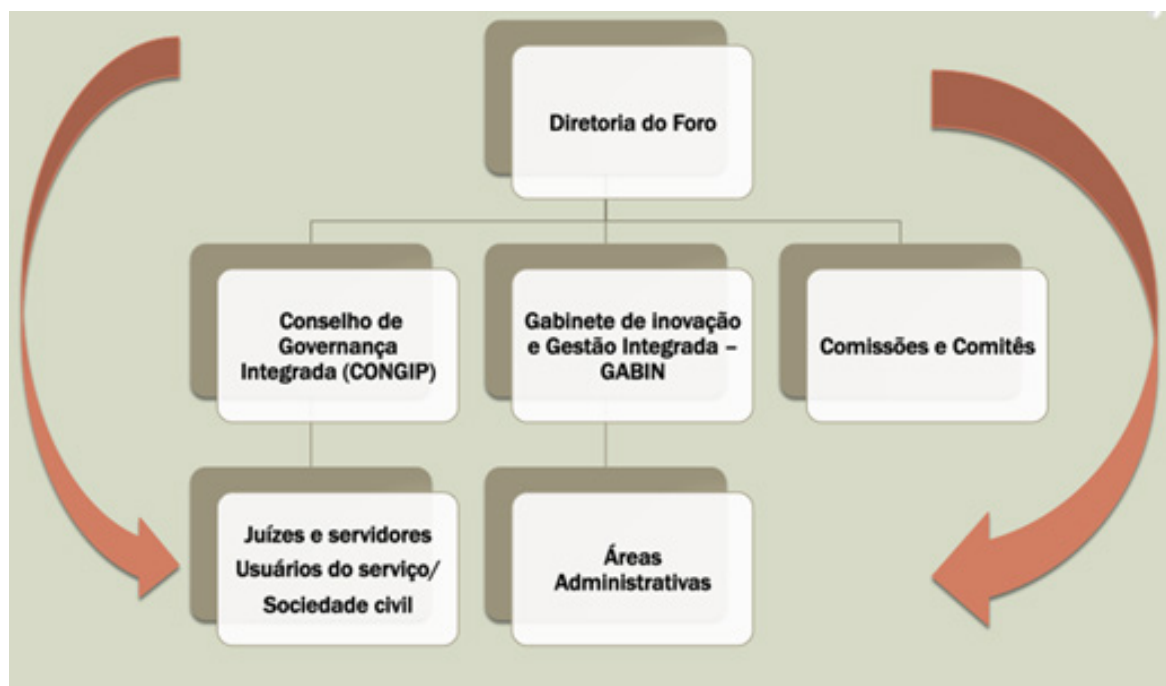 Diretoria do Foro
Conselho de
Governança
Integrada (CONGIP)
Gabinete de inovação
e Gestão Integrada –
GABIN
Comissões e Comitês
Juízes e servidores
Usuários do serviço/
Sociedade civil
Áreas
Administrativas